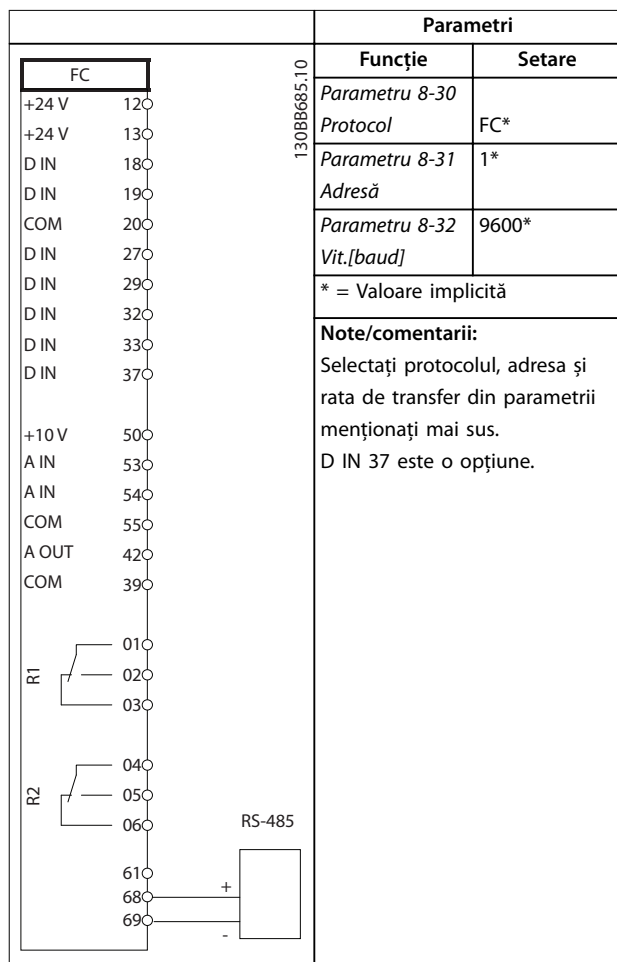 FC
+24 V 12
+24 V 13
D IN 18
D IN 19
COM 20
D IN 27
D IN 29
D IN 32
D IN 33
D IN 37
+10 V 50
A IN 53
A IN 54
COM 55
A OUT 42
COM 39
R1
01
02
03
R2
04
05
06
RS-485
61
68 +
69 -
130BB685.10
Parametri
Funcție Setare
Parametru 8-30
Protocol FC*
Parametru 8-31 1*
Adresă
Parametru 8-32 9600*
Vit.[baud]
* = Valoare implicită
Note/comentarii:
Selectați protocolul, adresa și
rata de transfer din parametrii
menționați mai sus.
D IN 37 este o opțiune.